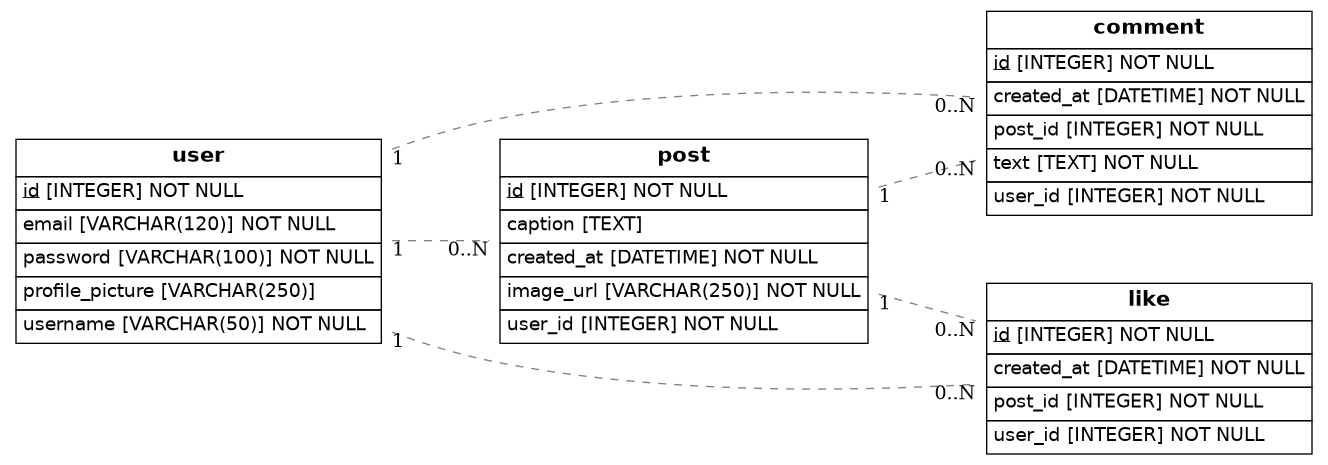 user
id [INTEGER] NOT NULL
email [VARCHAR(120)] NOT NULL
password [VARCHAR(100)] NOT NULL
profile_picture [VARCHAR(250)]
username [VARCHAR(50)] NOT NULL
1
1
1
0..N
post
id [INTEGER] NOT NULL
caption [TEXT]
created_at [DATETIME] NOT NULL
image_url [VARCHAR(250)] NOT NULL
user_id [INTEGER] NOT NULL
1
1
0..N
0..N
0..N
0..N
comment
id [INTEGER] NOT NULL
created_at [DATETIME] NOT NULL
post_id [INTEGER] NOT NULL
text [TEXT] NOT NULL
user_id [INTEGER] NOT NULL
like
id [INTEGER] NOT NULL
created_at [DATETIME] NOT NULL
post_id [INTEGER] NOT NULL
user_id [INTEGER] NOT NULL